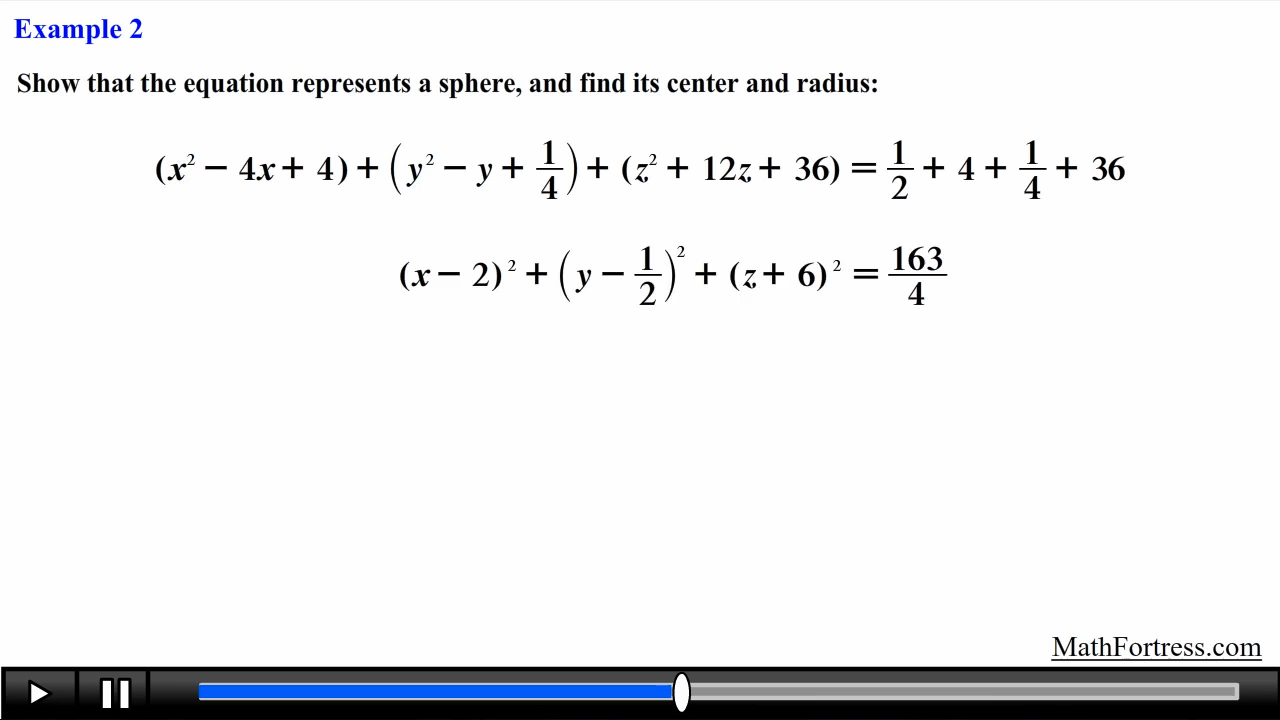 Example 2
Show that the equation represents a sphere, and find its center and radius:
(x² − 4x + 4) + (y² − y + 1/4) + (z² + 12z + 36) = 1/2 + 4 + 1/4 + 36
(x − 2)² + (y − 1/2)² + (z + 6)² = 163/4
MathFortress.com